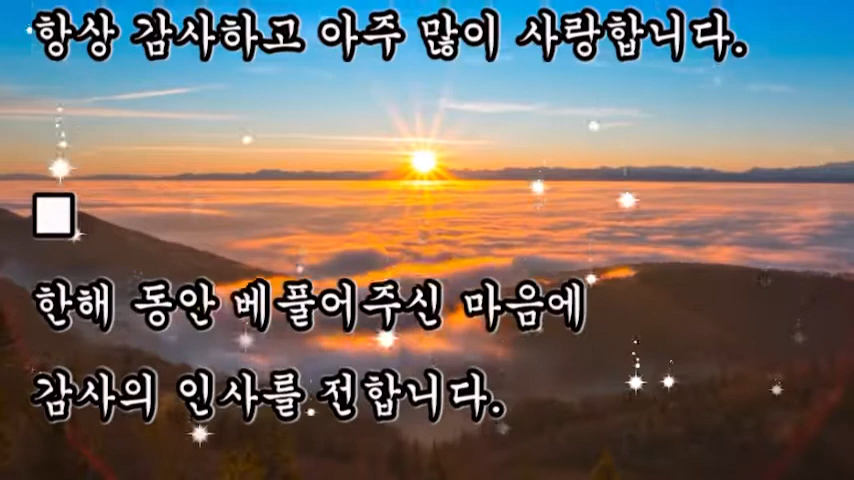 항상 감사하고 아주 많이 사랑합니다.
□
한해 동안 베풀어주신 마음에
감사의 인사를 전합니다.